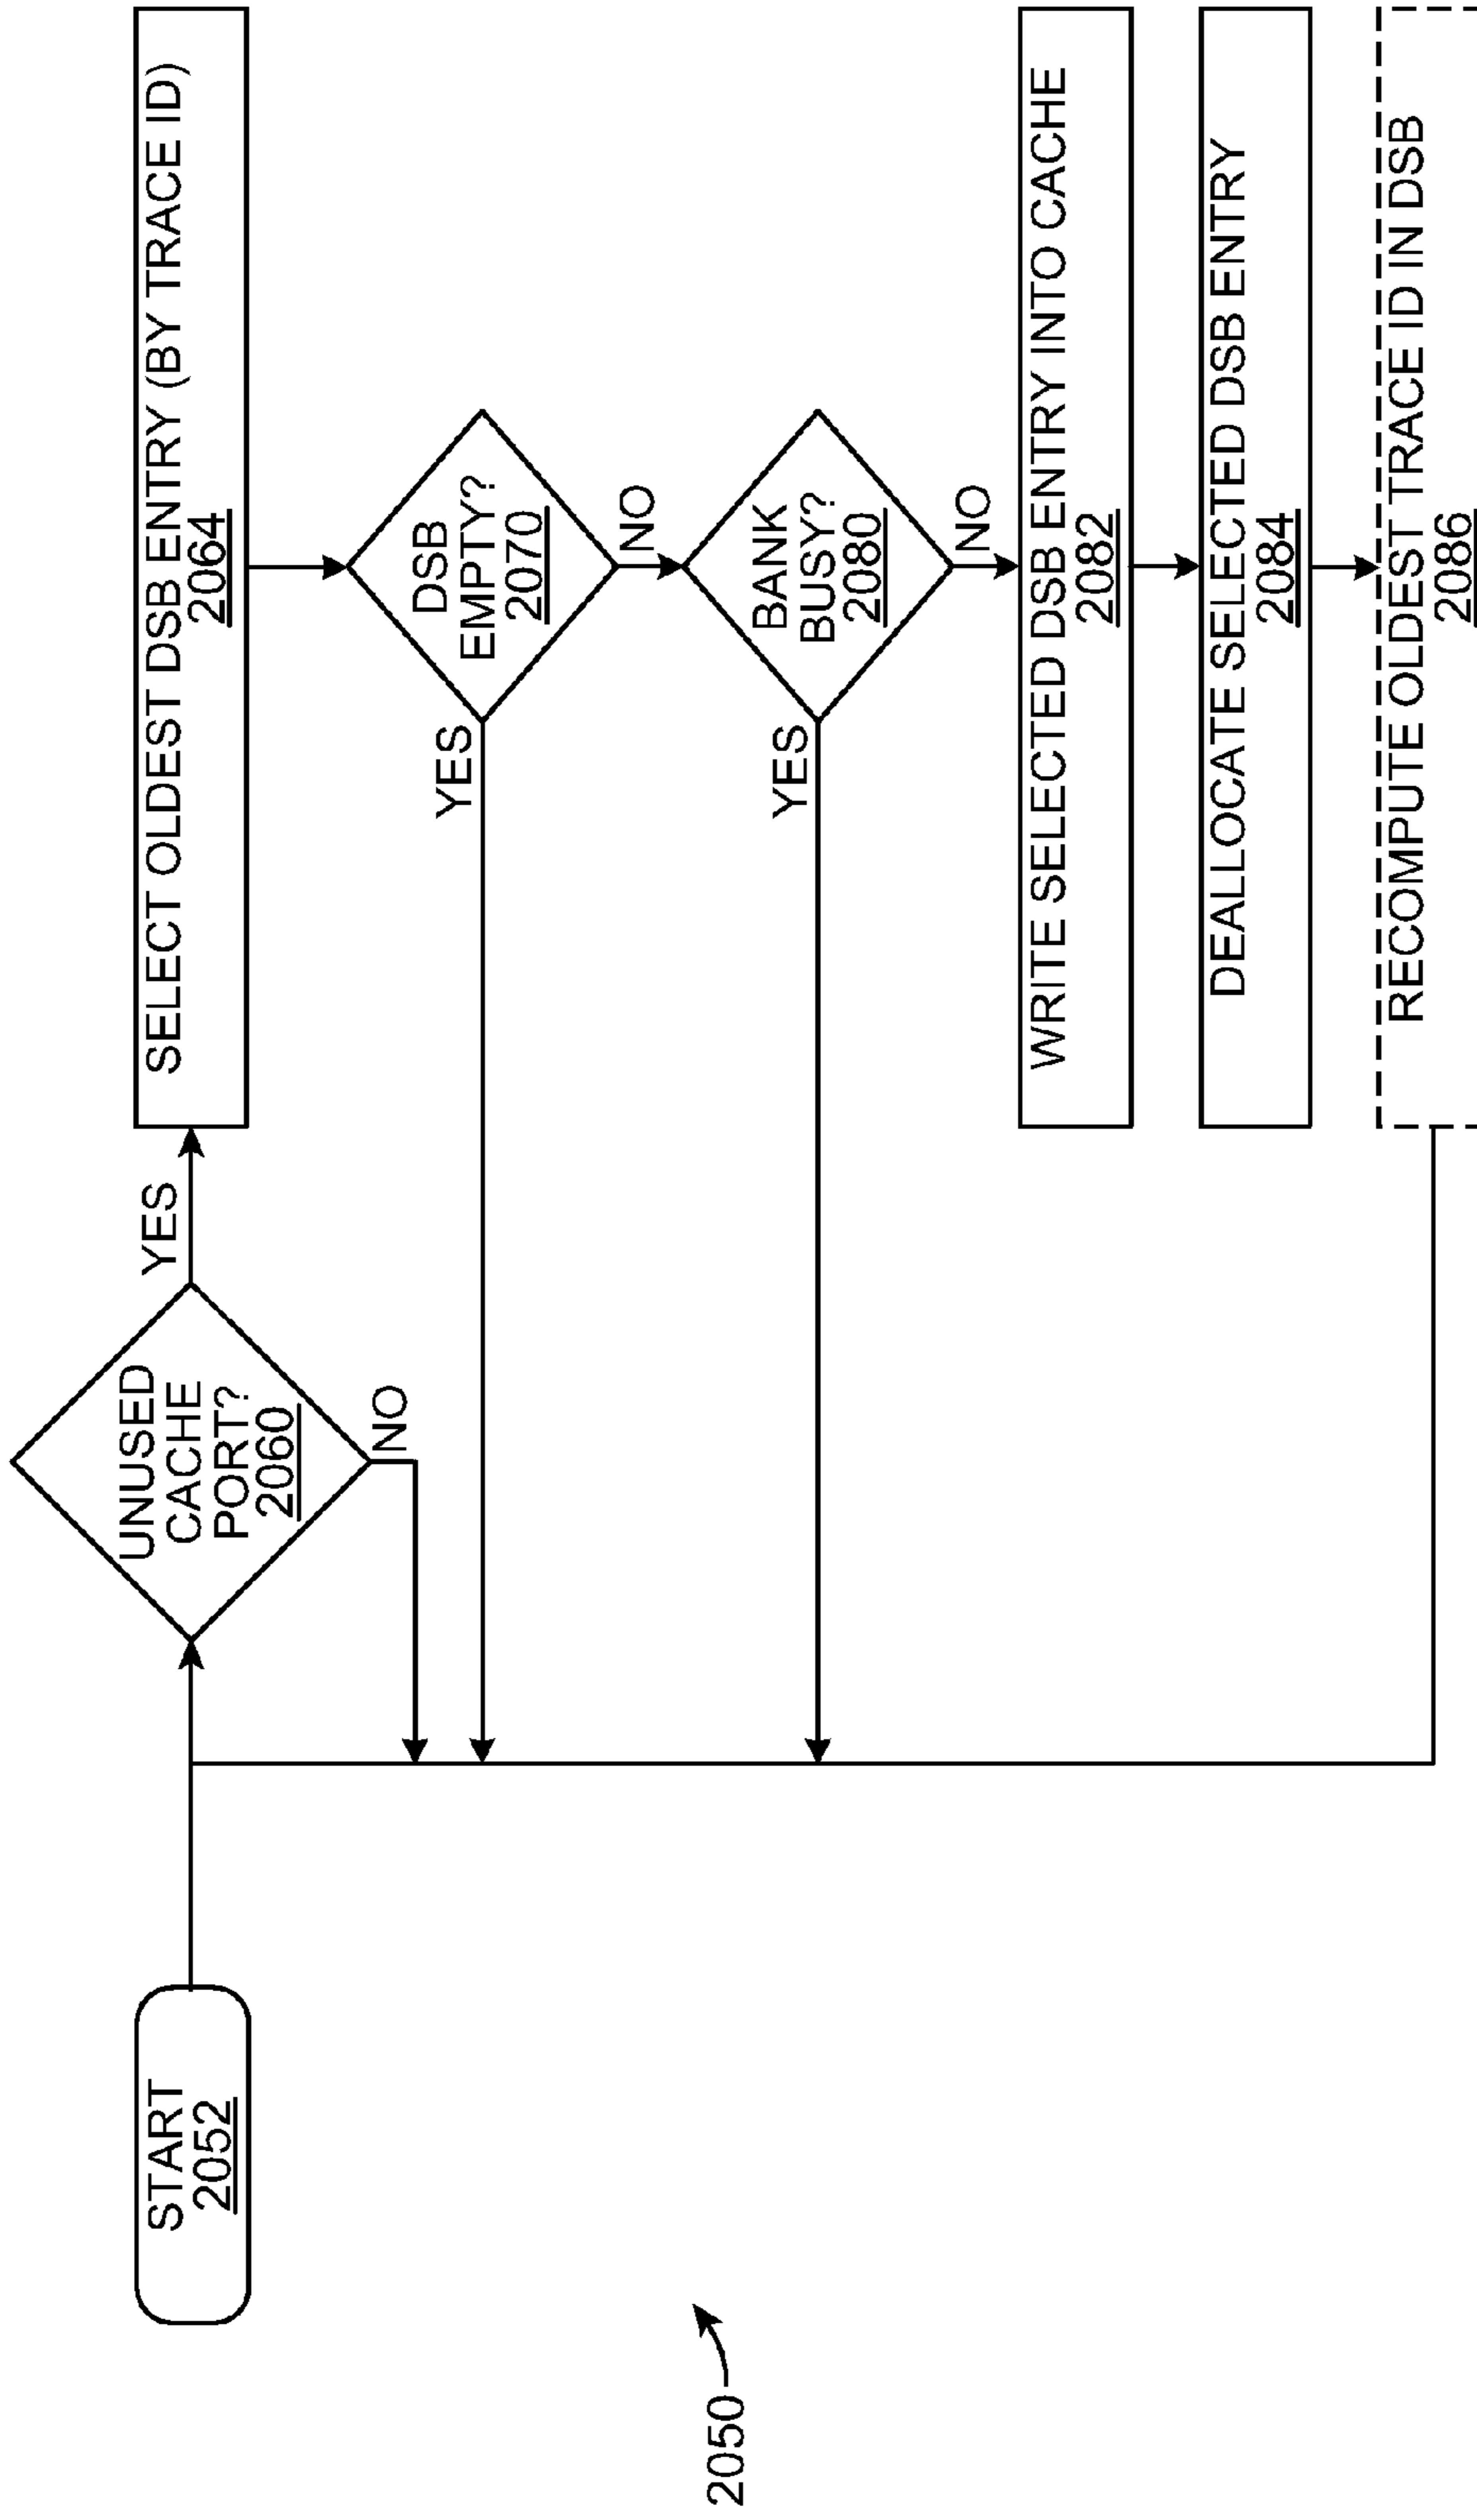 START
2052
UNUSED
CACHE
PORT?
2060
YES
NO
SELECT OLDEST DSB ENTRY (BY TRACE ID)
2064
DSB
EMPTY?
2070
YES
NO
BANK
BUSY?
2080
YES
NO
WRITE SELECTED DSB ENTRY INTO CACHE
2082
DEALLOCATE SELECTED DSB ENTRY
2084
RECOMPUTE OLDEST TRACE ID IN DSB
2086
2050